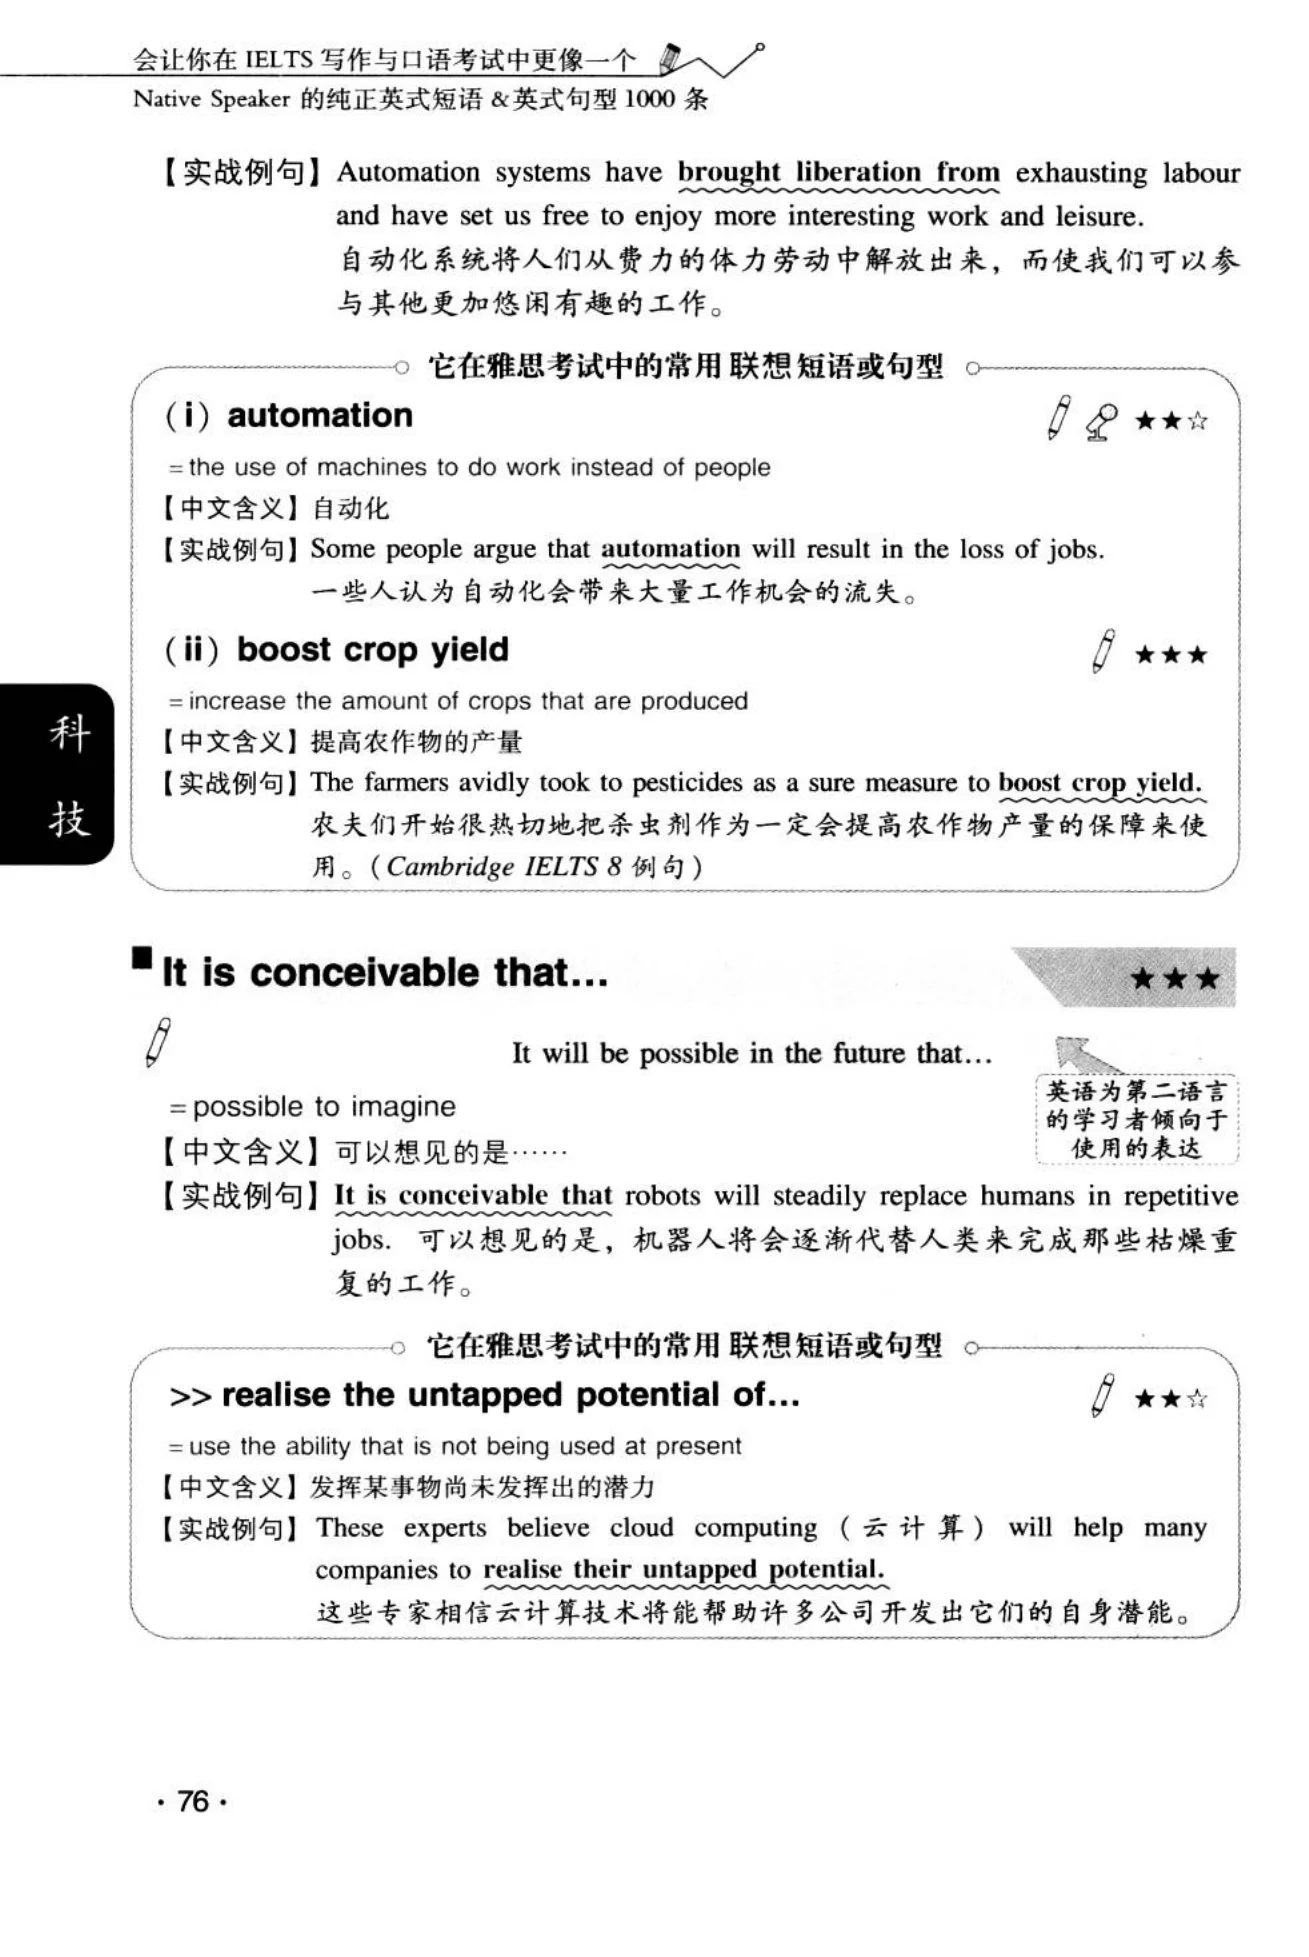 会让你在 IELTS 写作与口语考试中更像一个
Native Speaker 的纯正英式短语 &英式句型 1000 条
【实战例句】Automation systems have brought liberation from exhausting labour
and have set us free to enjoy more interesting work and leisure.
自动化系统将人们从费力的体力劳动中解放出来，而使我们可以参
与其他更加悠闲有趣的工作。
它在雅思考试中的常用 联想 短语或句型
(i) automation ★★☆
=the use of machines to do work instead of people
【中文含义】自动化
【实战例句】Some people argue that automation will result in the loss of jobs.
一些人认为自动化会带来大量工作机会的流失。
(ii) boost crop yield ★★★
=increase the amount of crops that are produced
【中文含义】提高农作物的产量
【实战例句】The farmers avidly took to pesticides as a sure measure to boost crop yield.
农夫们开始很热切地把杀虫剂作为一定会提高农作物产量的保障来使
用。(Cambridge IELTS 8 例句)
科
技
■ It is conceivable that... ★★★
It will be possible in the future that...
英语为第二语言
的学习者倾向于
使用的表达
=possible to imagine
【中文含义】可以想见的是……
【实战例句】It is conceivable that robots will steadily replace humans in repetitive
jobs. 可以想见的是，机器人将会逐渐代替人类来完成那些枯燥重
复的工作。
它在雅思考试中的常用 联想 短语或句型
>> realise the untapped potential of... ★★☆
=use the ability that is not being used at present
【中文含义】发挥某事物尚未发挥出的潜力
【实战例句】These experts believe cloud computing (云计算) will help many
companies to realise their untapped potential.
这些专家相信云计算技术将能帮助许多公司开发出它们的自身潜能。
· 76 ·